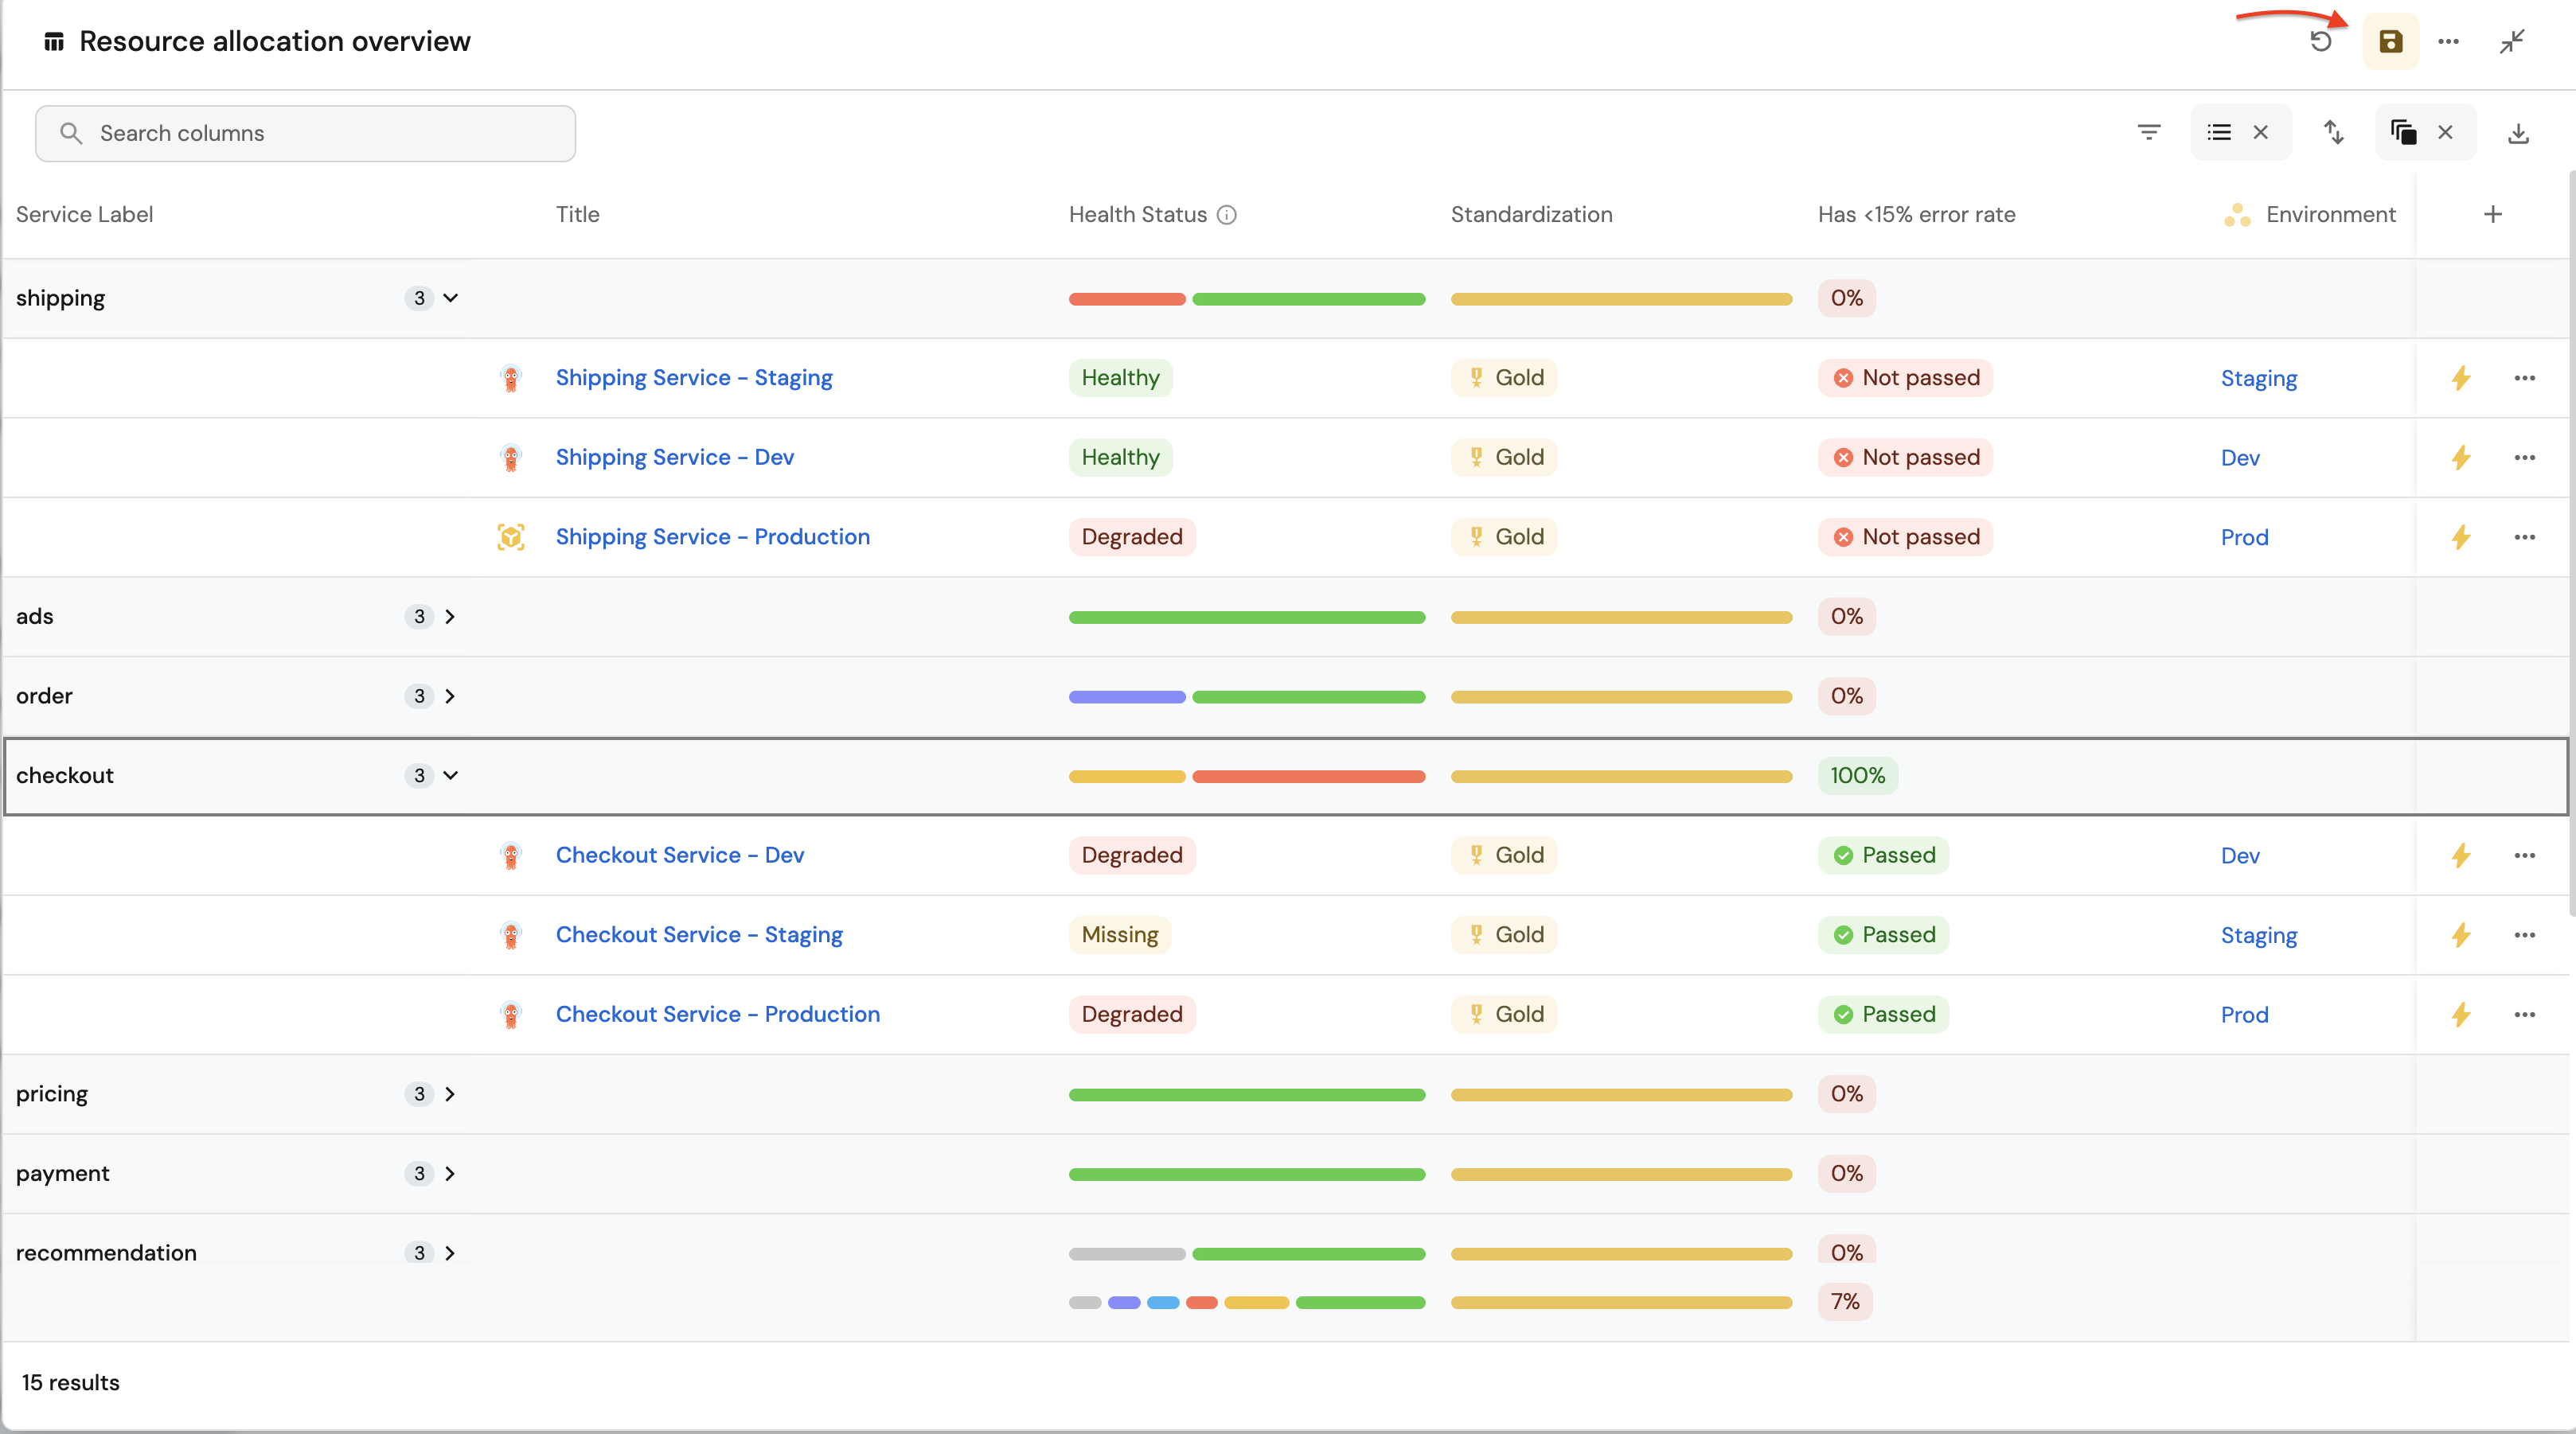 Resource allocation overview
Search columns
Service Label Title Health Status Standardization Has <15% error rate Environment
shipping 3 0%
Shipping Service - Staging Healthy Gold Not passed Staging
Shipping Service - Dev Healthy Gold Not passed Dev
Shipping Service - Production Degraded Gold Not passed Prod
ads 3 0%
order 3 0%
checkout 3 100%
Checkout Service - Dev Degraded Gold Passed Dev
Checkout Service - Staging Missing Gold Passed Staging
Checkout Service - Production Degraded Gold Passed Prod
pricing 3 0%
payment 3 0%
recommendation 3 0%
7%
15 results